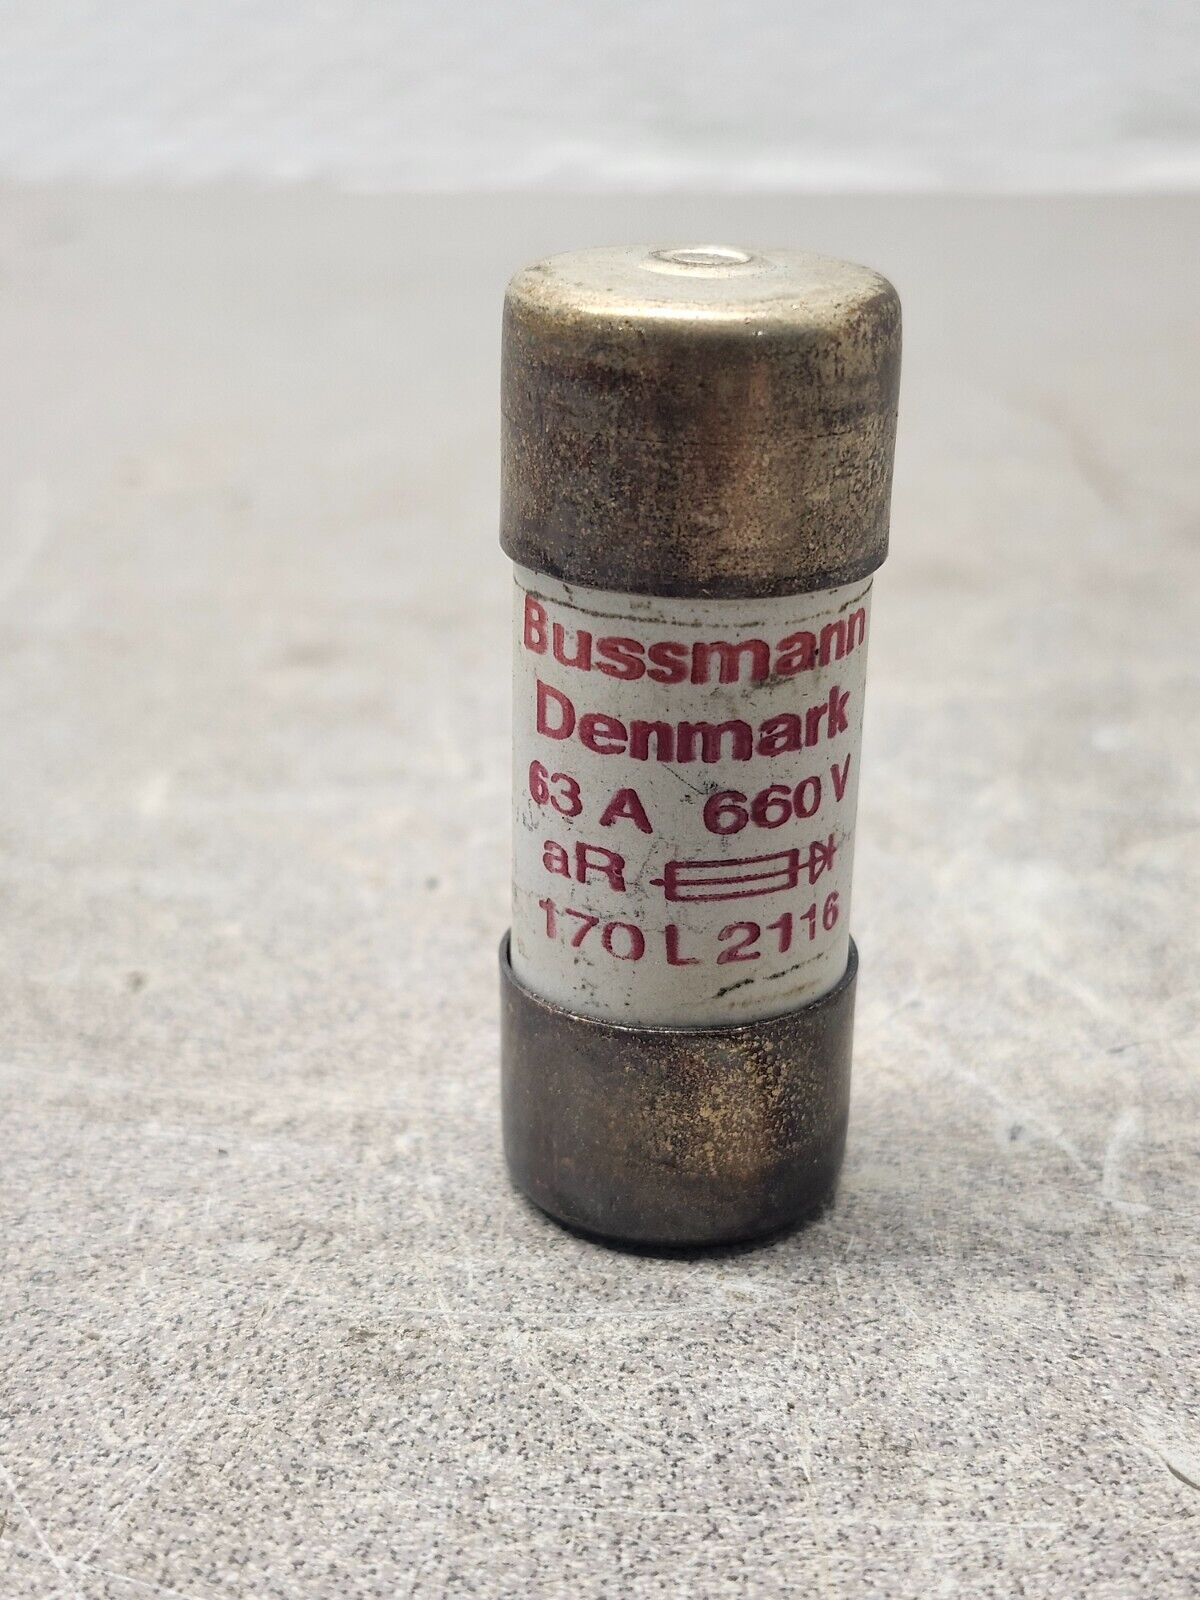 Bussmann
Denmark
63 A 660 V
aR
170 L 2116